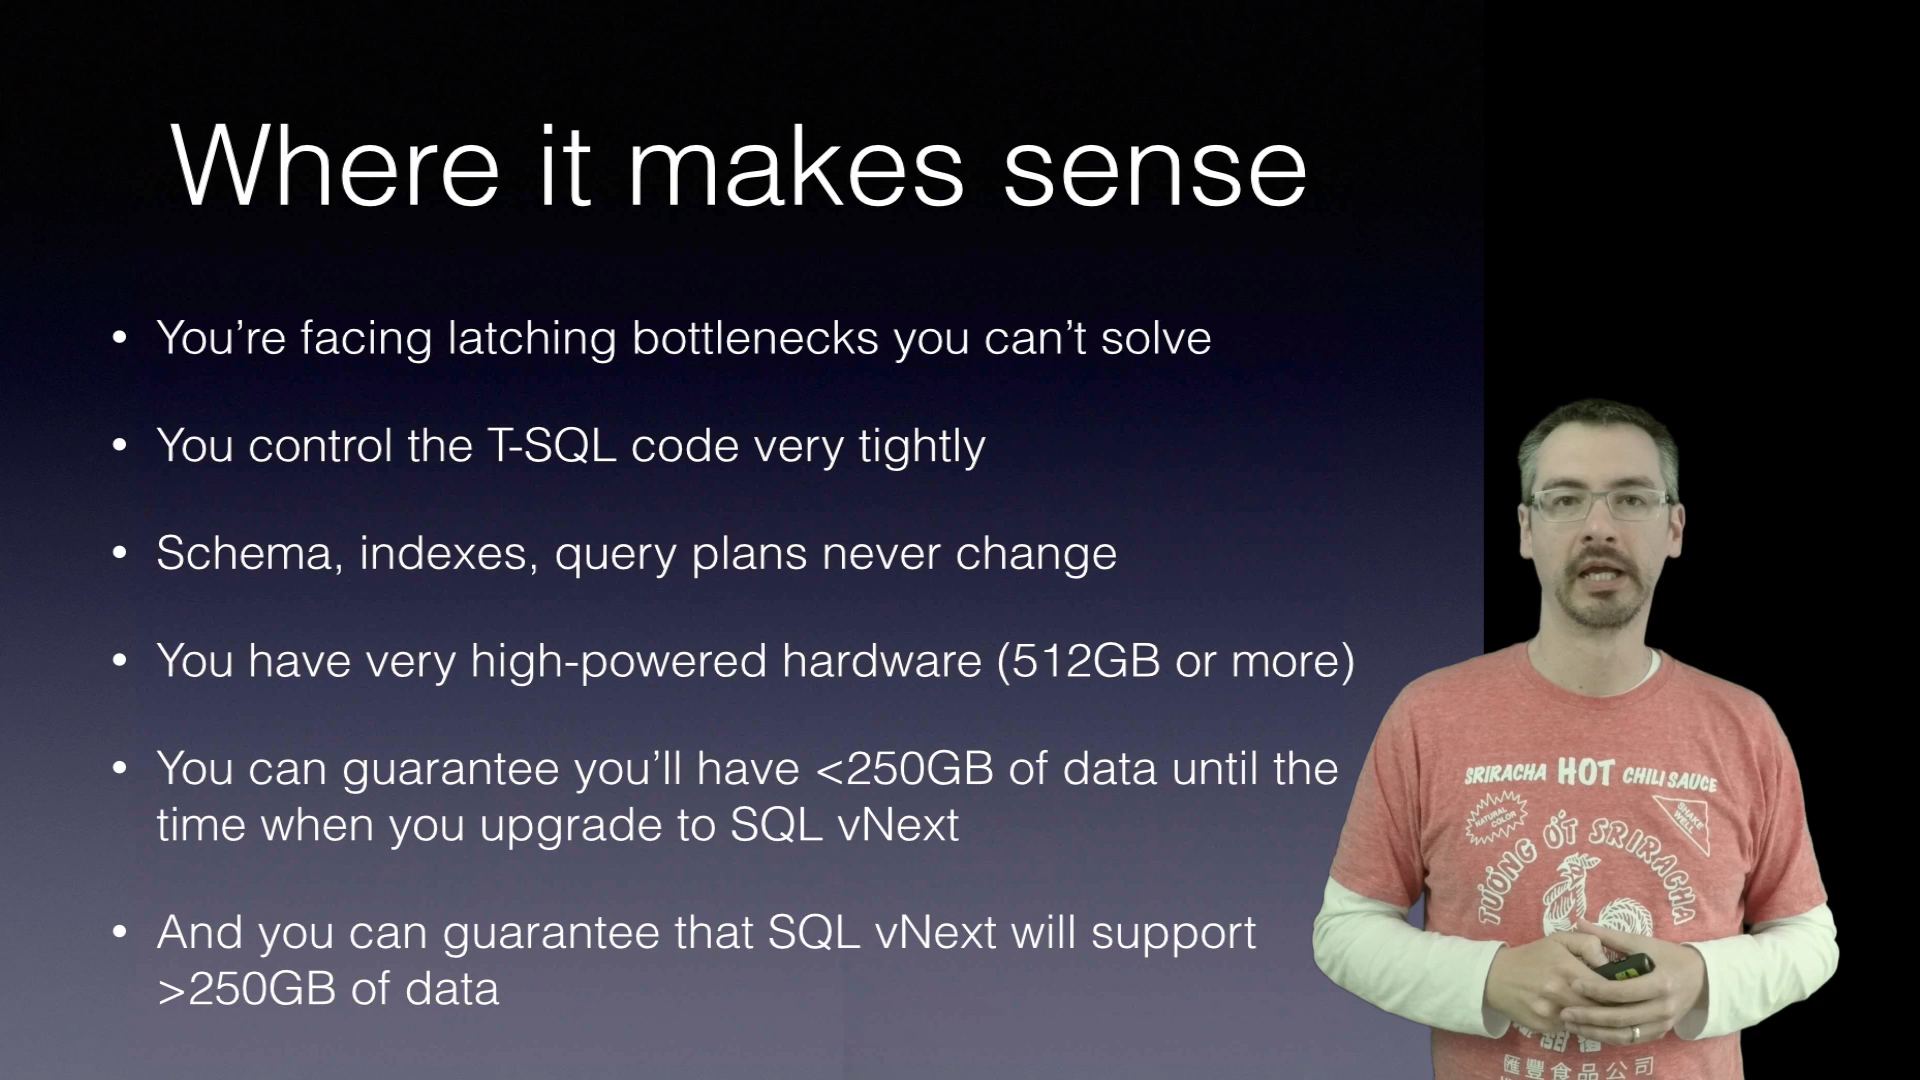 Where it makes sense
• You're facing latching bottlenecks you can't solve
• You control the T-SQL code very tightly
• Schema, indexes, query plans never change
• You have very high-powered hardware (512GB or more)
• You can guarantee you'll have <250GB of data until the
time when you upgrade to SQL vNext
• And you can guarantee that SQL vNext will support
>250GB of data
SRIRACHA HOT CHILI SAUCE
NATURAL
COLOR
SHAKE
WELL
TƯƠNG ỚT SRIRACHA
匯豐食品公司